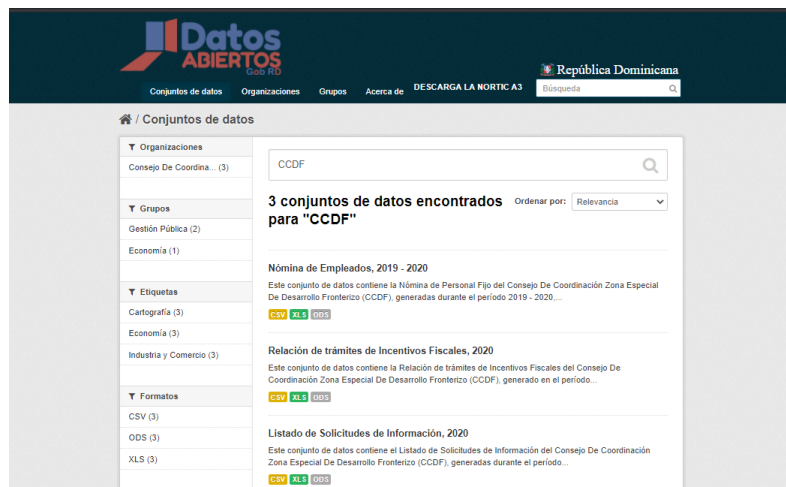 Datos
ABIERTOS
Gob RD
República Dominicana
Conjuntos de datos Organizaciones Grupos Acerca de DESCARGA LA NORTIC A3 Búsqueda
/ Conjuntos de datos
Organizaciones
Consejo De Coordina... (3)
Grupos
Gestión Pública (2)
Economía (1)
Etiquetas
Cartografía (3)
Economía (3)
Industria y Comercio (3)
Formatos
CSV (3)
ODS (3)
XLS (3)
CCDF
3 conjuntos de datos encontrados
para "CCDF"
Ordenar por: Relevancia
Nómina de Empleados, 2019 - 2020
Este conjunto de datos contiene la Nómina de Personal Fijo del Consejo De Coordinación Zona Especial
De Desarrollo Fronterizo (CCDF), generadas durante el período 2019 - 2020,...
CSV XLS ODS
Relación de trámites de Incentivos Fiscales, 2020
Este conjunto de datos contiene la Relación de trámites de Incentivos Fiscales del Consejo De
Coordinación Zona Especial De Desarrollo Fronterizo (CCDF), generado en el período...
CSV XLS ODS
Listado de Solicitudes de Información, 2020
Este conjunto de datos contiene el Listado de Solicitudes de Información del Consejo De Coordinación
Zona Especial De Desarrollo Fronterizo (CCDF), generadas durante el período...
CSV XLS ODS